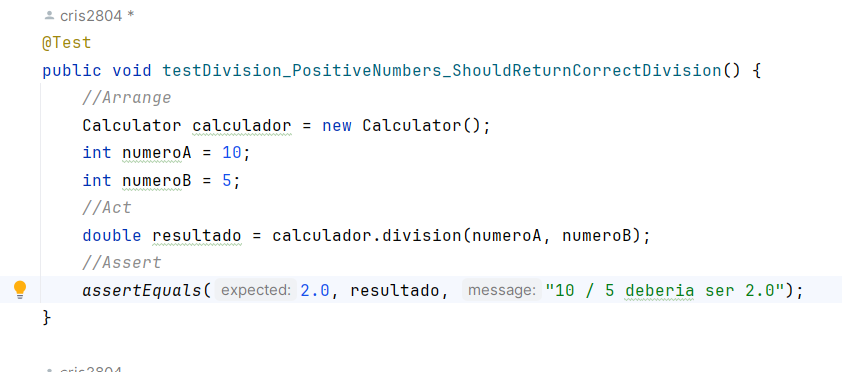 cris2804 *
@Test
public void testDivision_PositiveNumbers_ShouldReturnCorrectDivision() {
//Arrange
Calculator calculador = new Calculator();
int numeroA = 10;
int numeroB = 5;
//Act
double resultado = calculador.division(numeroA, numeroB);
//Assert
assertEquals( expected: 2.0, resultado, message: "10 / 5 deberia ser 2.0");
}
cris2804